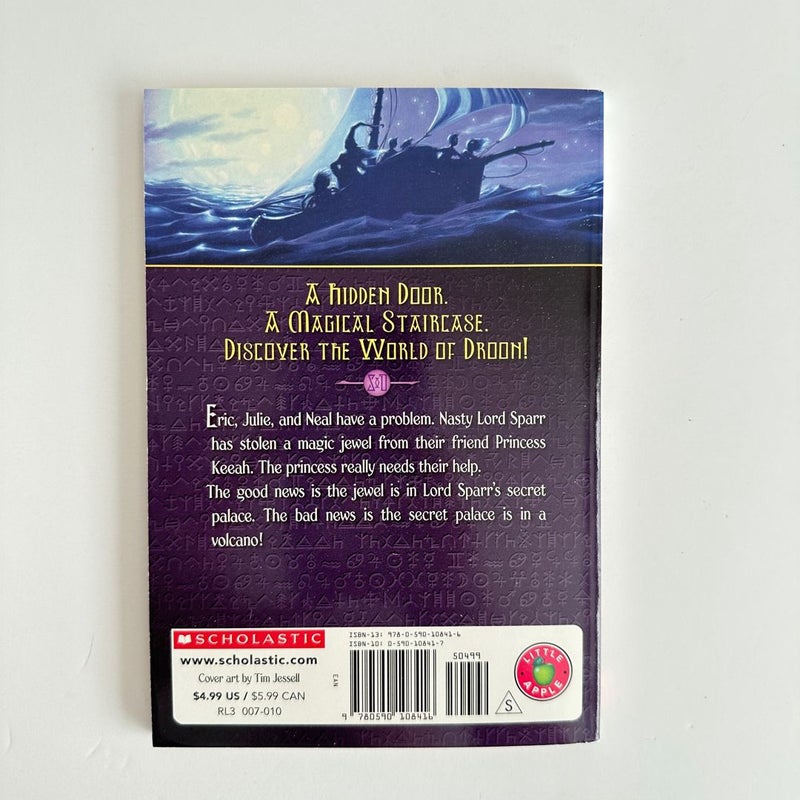 A Hidden Door.
A Magical Staircase.
Discover the World of Droon!
Eric, Julie, and Neal have a problem. Nasty Lord Sparr
has stolen a magic jewel from their friend Princess
Keeah. The princess really needs their help.
The good news is the jewel is in Lord Sparr's secret
palace. The bad news is the secret palace is in a
volcano!
SCHOLASTIC
www.scholastic.com
Cover art by Tim Jessell
$4.99 US / $5.99 CAN
RL3 007-010
ISBN-13: 978-0-590-10841-6
ISBN-10: 0-590-10841-7
50499
EAN
9 780590 108416
S
LITTLE
APPLE